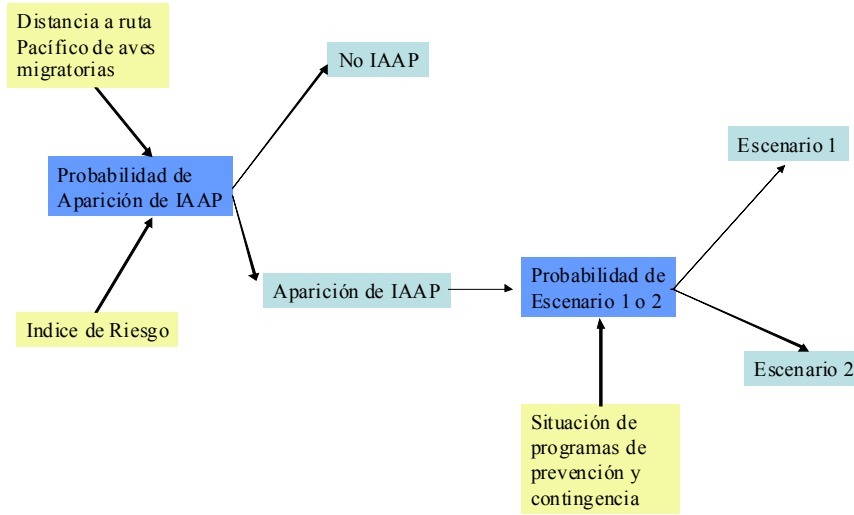 Distancia a ruta
Pacífico de aves
migratorias
No IAAP
Escenario 1
Probabilidad de
Aparición de IAAP
Aparición de IAAP
Probabilidad de
Escenario 1 o 2
Indice de Riesgo
Escenario 2
Situación de
programas de
prevención y
contingencia